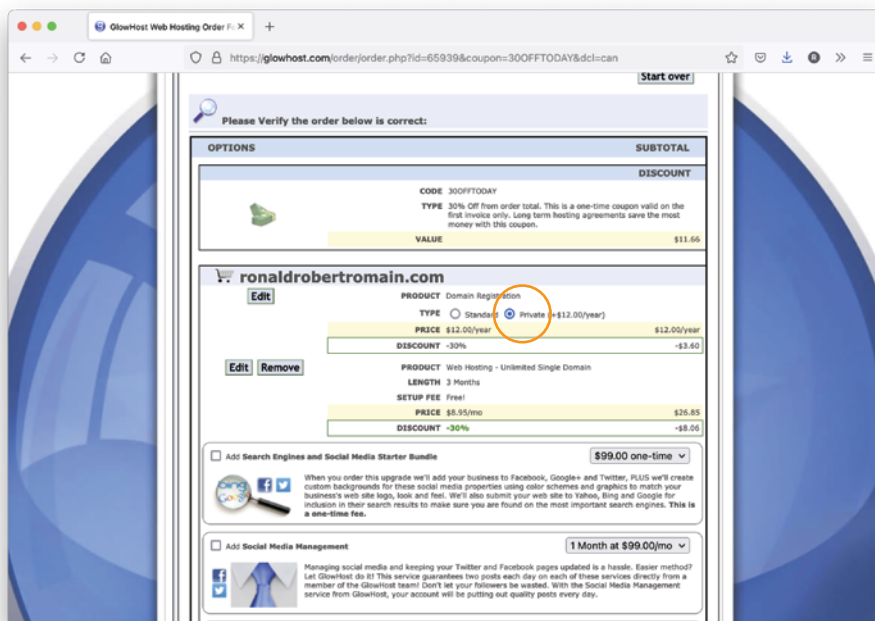 GlowHost Web Hosting Order Fo
https://glowhost.com/order/order.php?id=65939&coupon=30OFFTODAY&dcl=can
Start over
Please Verify the order below is correct:
OPTIONS SUBTOTAL
DISCOUNT
CODE 30OFFTODAY
TYPE 30% Off from order total. This is a one-time coupon valid on the
first invoice only. Long term hosting agreements save the most
money with this coupon.
VALUE $11.66
ronaldrobertromain.com
Edit PRODUCT Domain Registration
TYPE Standard Private (+$12.00/year)
PRICE $12.00/year $12.00/year
DISCOUNT -30% -$3.60
Edit Remove PRODUCT Web Hosting - Unlimited Single Domain
LENGTH 3 Months
SETUP FEE Free!
PRICE $8.95/mo $26.85
DISCOUNT -30% -$8.06
Add Search Engines and Social Media Starter Bundle $99.00 one-time
When you order this upgrade we'll add your business to Facebook, Google+ and Twitter, PLUS we'll create
custom backgrounds for these social media properties using color schemes and graphics to match your
business's web site logo, look and feel. We'll also submit your web site to Yahoo, Bing and Google for
inclusion in their search results to make sure you are found on the most important search engines. This is
a one-time fee.
bing
Add Social Media Management 1 Month at $99.00/mo
Managing social media and keeping your Twitter and Facebook pages updated is a hassle. Easier method?
Let GlowHost do it! This service guarantees two posts each day on each of these services directly from a
member of the GlowHost team! Don't let your followers be wasted. With the Social Media Management
service from GlowHost, your account will be putting out quality posts every day.